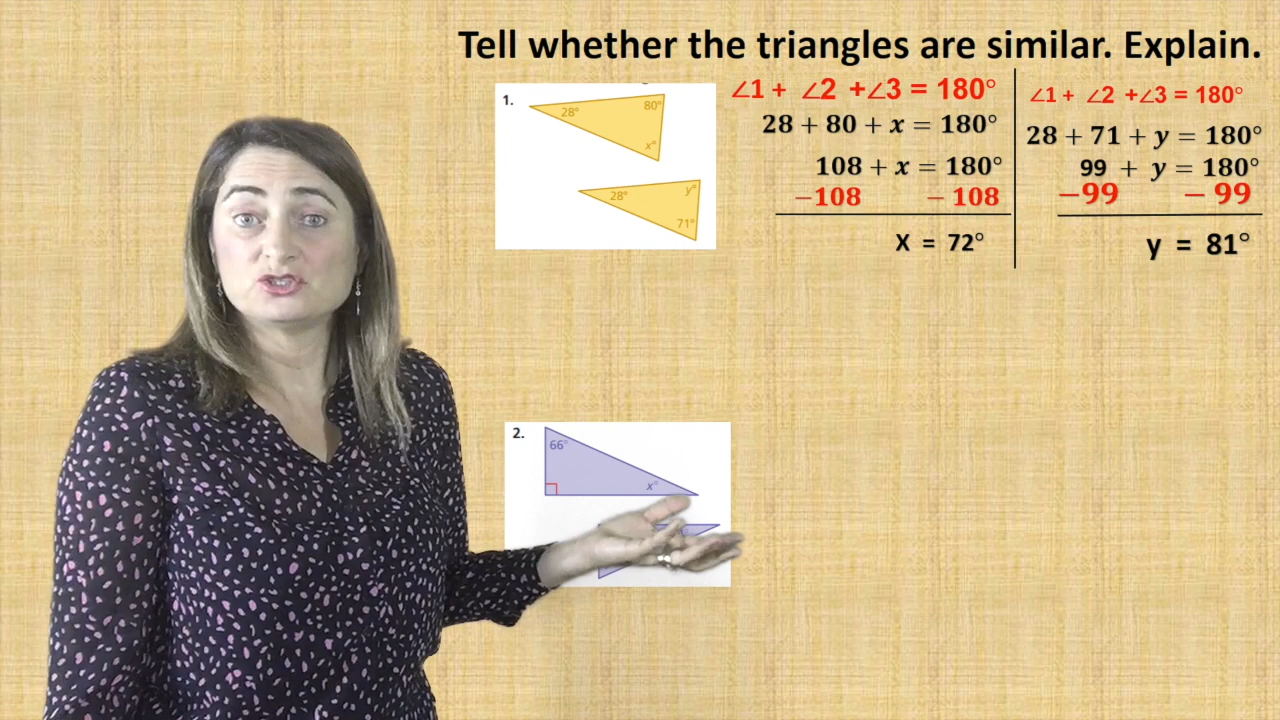 Tell whether the triangles are similar. Explain.
1.
28°
80°
x°
28°
y°
71°
∠1 + ∠2 +∠3 = 180°
28 + 80 + x = 180°
108 + x = 180°
−108 − 108
X = 72°
∠1 + ∠2 +∠3 = 180°
28 + 71 + y = 180°
99 + y = 180°
−99 − 99
y = 81°
2.
66°
x°